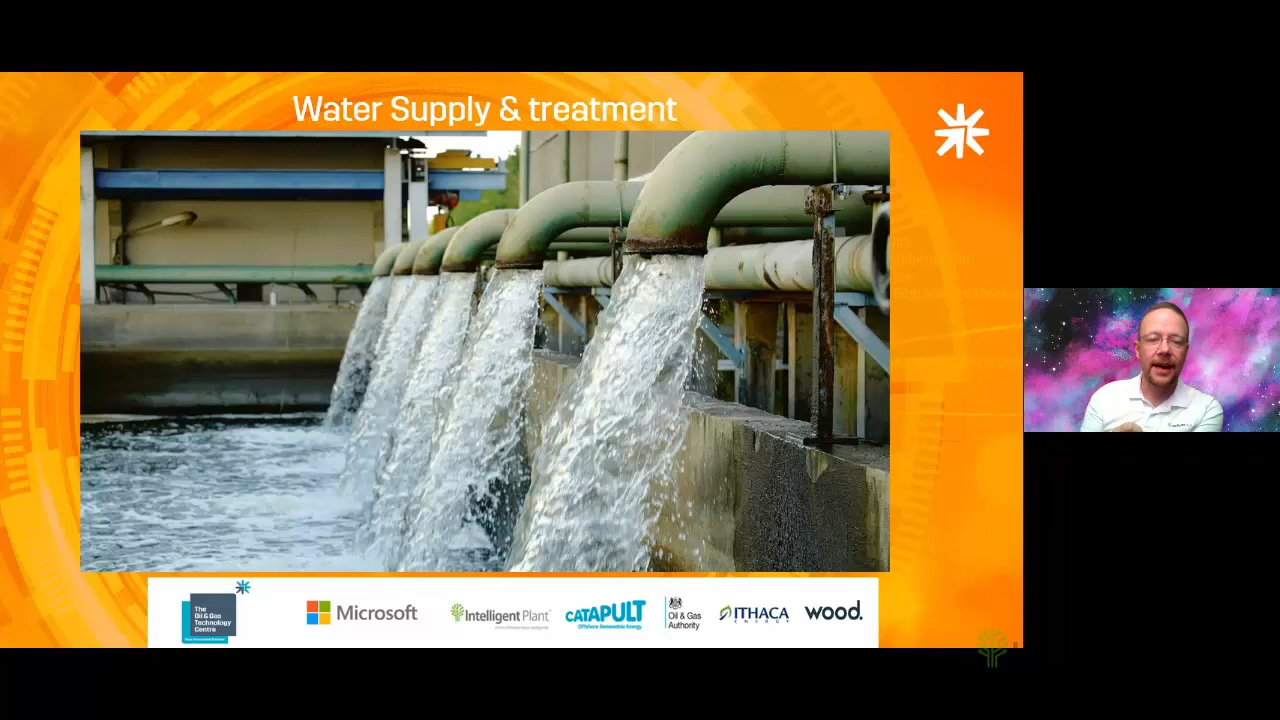 Water Supply & treatment
The
Oil & Gas
Technology
Centre
Microsoft
Intelligent Plant
CATAPULT
Offshore Renewable Energy
Oil & Gas
Authority
ITHACA
ENERGY
wood.